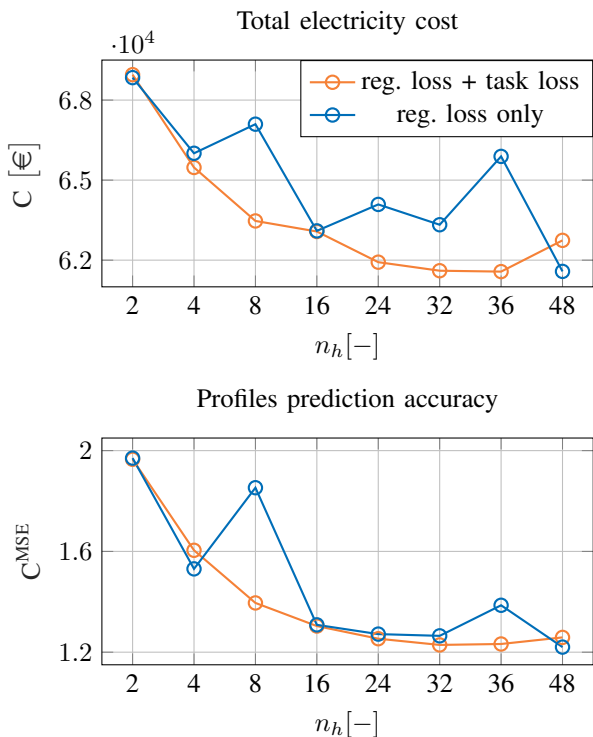 Total electricity cost
·10⁴
reg. loss + task loss
reg. loss only
6.8
6.5
6.2
C [€]
2 4 8 16 24 32 36 48
n_h[−]
Profiles prediction accuracy
2
1.6
1.2
C^MSE
2 4 8 16 24 32 36 48
n_h[−]